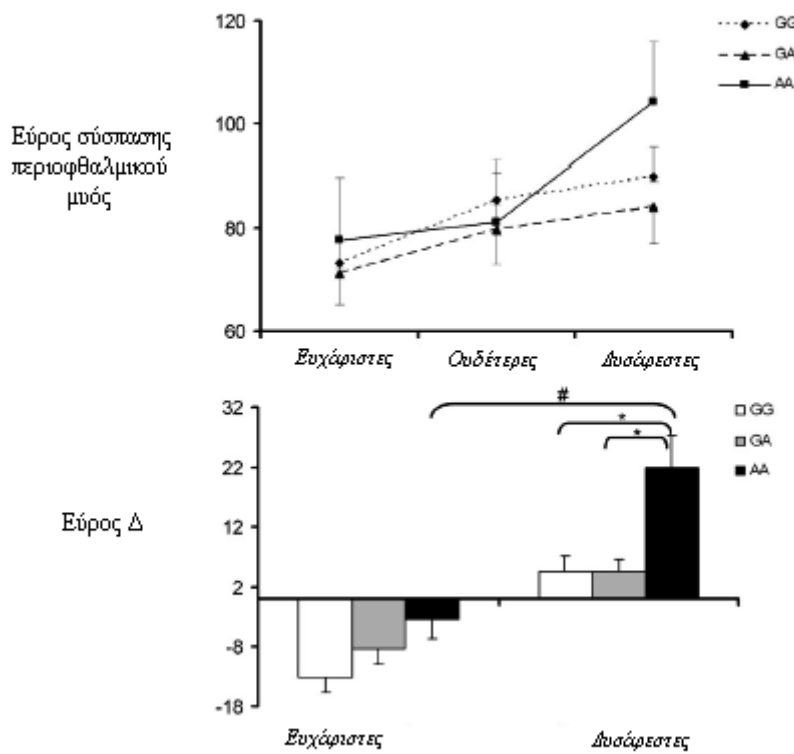 120
GG
GA
AA
100
Εύρος σύσπασης
περιοφθαλμικού
μυός
80
60
Ευχάριστες
Ουδέτερες
Δυσάρεστες
32
#
GG
*
GA
*
AA
22
12
Εύρος Δ
2
-8
-18
Ευχάριστες
Δυσάρεστες